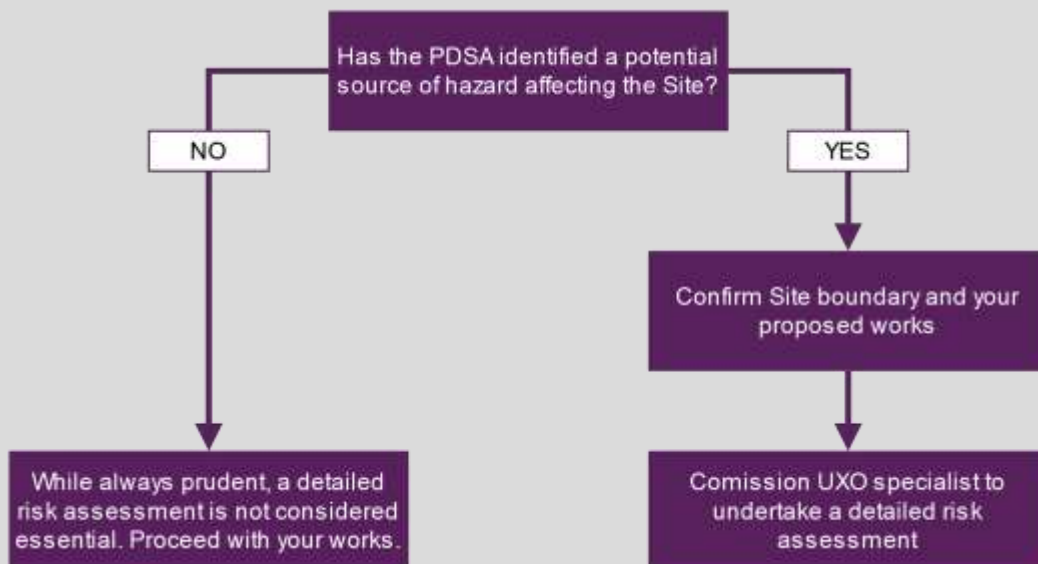 Has the PDSA identified a potential
source of hazard affecting the Site?
NO
YES
Confirm Site boundary and your
proposed works
While always prudent, a detailed
risk assessment is not considered
essential. Proceed with your works.
Comission UXO specialist to
undertake a detailed risk
assessment